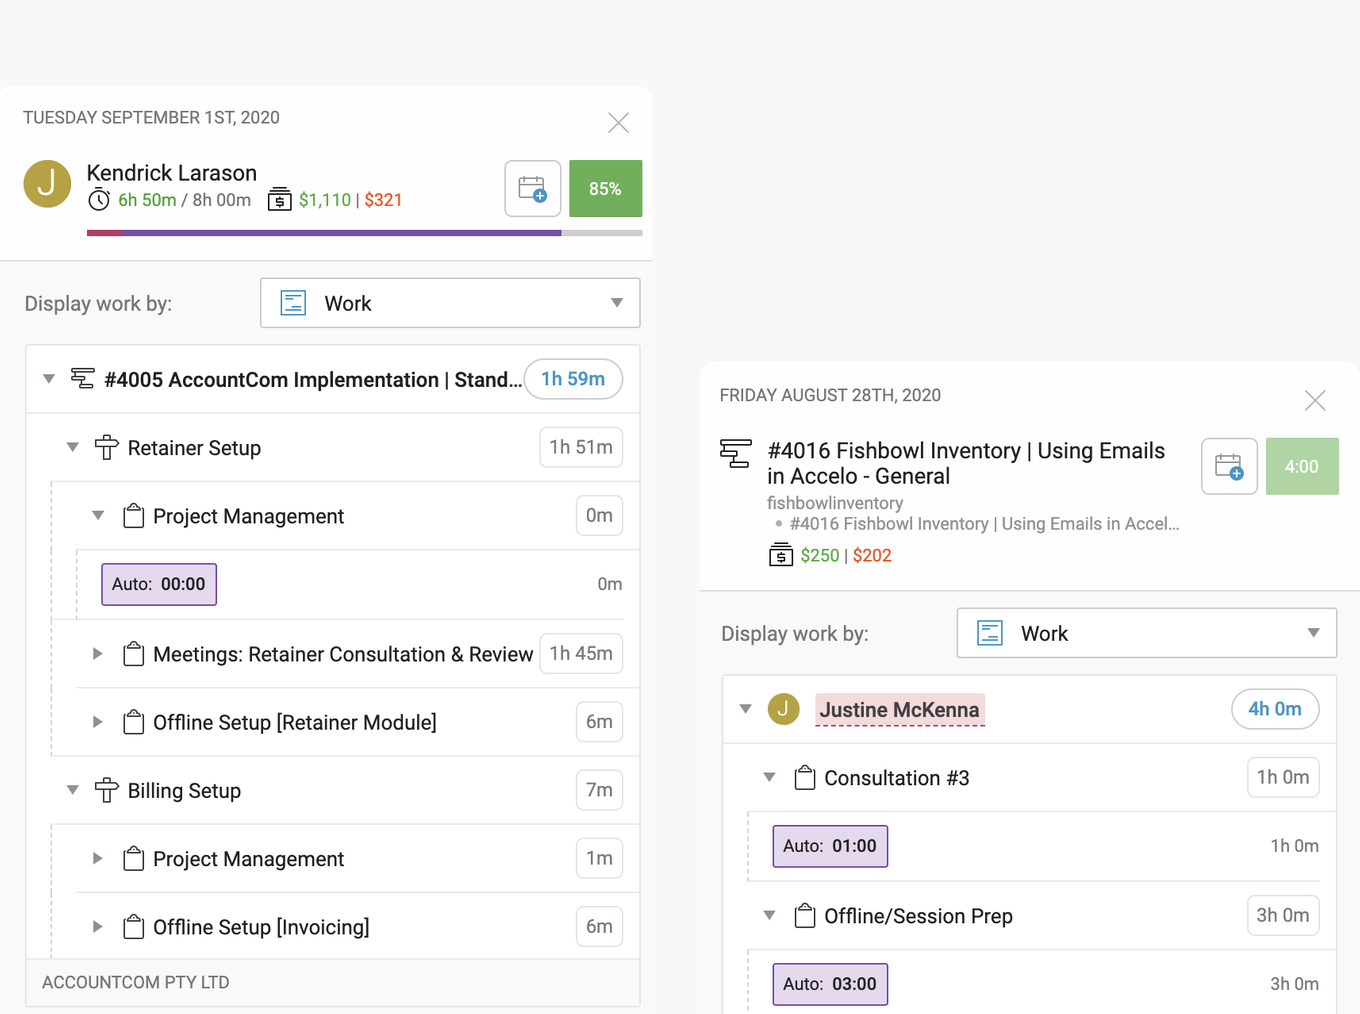 TUESDAY SEPTEMBER 1ST, 2020
J
Kendrick Larason
6h 50m / 8h 00m $1,110 | $321
85%
Display work by:
Work
#4005 AccountCom Implementation | Stand...
1h 59m
Retainer Setup
1h 51m
Project Management
0m
Auto: 00:00
0m
Meetings: Retainer Consultation & Review
1h 45m
Offline Setup [Retainer Module]
6m
Billing Setup
7m
Project Management
1m
Offline Setup [Invoicing]
6m
ACCOUNTCOM PTY LTD
FRIDAY AUGUST 28TH, 2020
#4016 Fishbowl Inventory | Using Emails
in Accelo - General
4:00
fishbowlinventory
#4016 Fishbowl Inventory | Using Emails in Accel...
$250 | $202
Display work by:
Work
J
Justine McKenna
4h 0m
Consultation #3
1h 0m
Auto: 01:00
1h 0m
Offline/Session Prep
3h 0m
Auto: 03:00
3h 0m